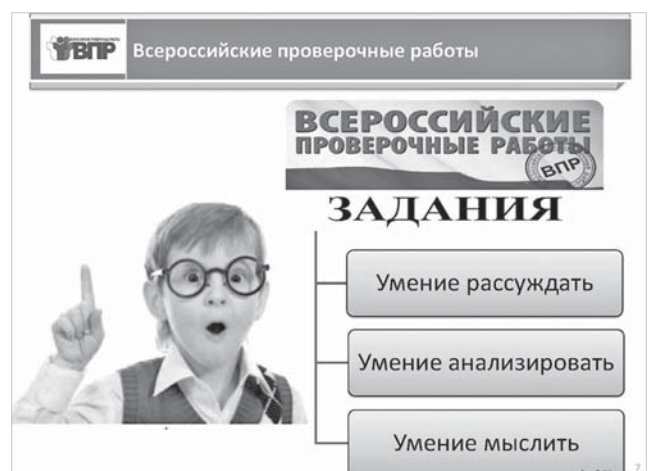 ВПР
Всероссийские проверочные работы
ВСЕРОССИЙСКИЕ
ПРОВЕРОЧНЫЕ РАБОТЫ
ВПР
ЗАДАНИЯ
Умение рассуждать
Умение анализировать
Умение мыслить
7